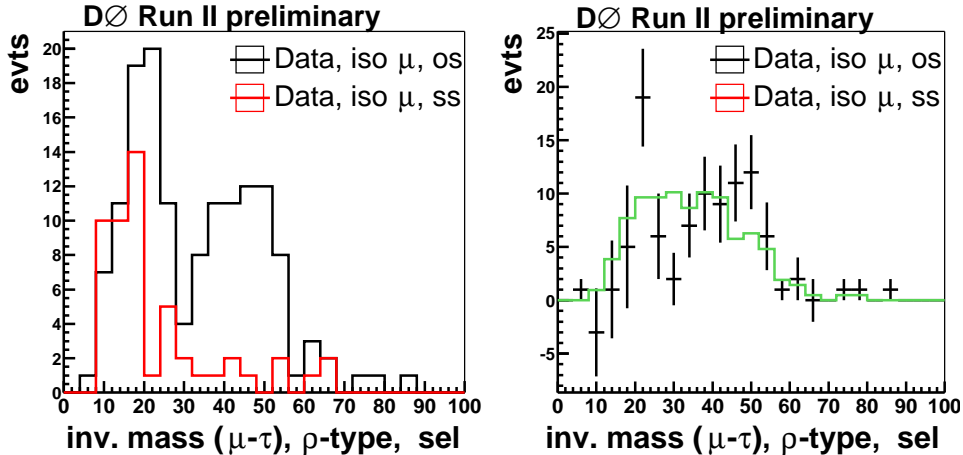 DØ Run II preliminary
evts
20
18
16
14
12
10
8
6
4
2
0
Data, iso μ, os
Data, iso μ, ss
0 10 20 30 40 50 60 70 80 90 100
inv. mass (μ-τ), ρ-type, sel
DØ Run II preliminary
evts
25
20
15
10
5
0
-5
Data, iso μ, os
Data, iso μ, ss
0 10 20 30 40 50 60 70 80 90 100
inv. mass (μ-τ), ρ-type, sel